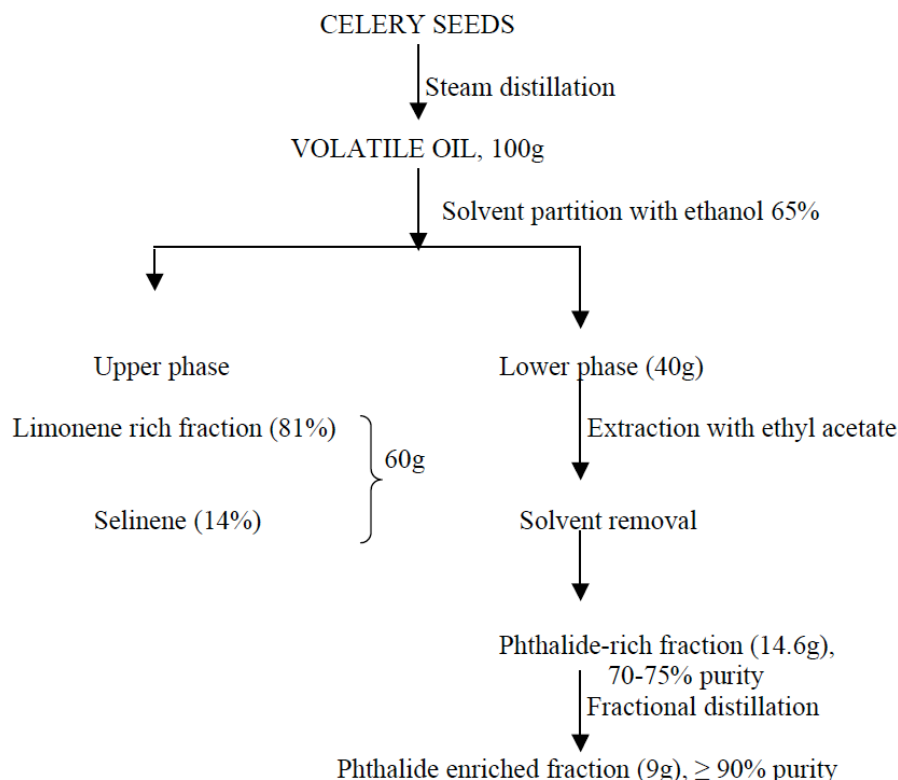 CELERY SEEDS
Steam distillation
VOLATILE OIL, 100g
Solvent partition with ethanol 65%
Upper phase
Lower phase (40g)
Limonene rich fraction (81%)
Extraction with ethyl acetate
60g
Selinene (14%)
Solvent removal
Phthalide-rich fraction (14.6g),
70-75% purity
Fractional distillation
Phthalide enriched fraction (9g), ≥ 90% purity